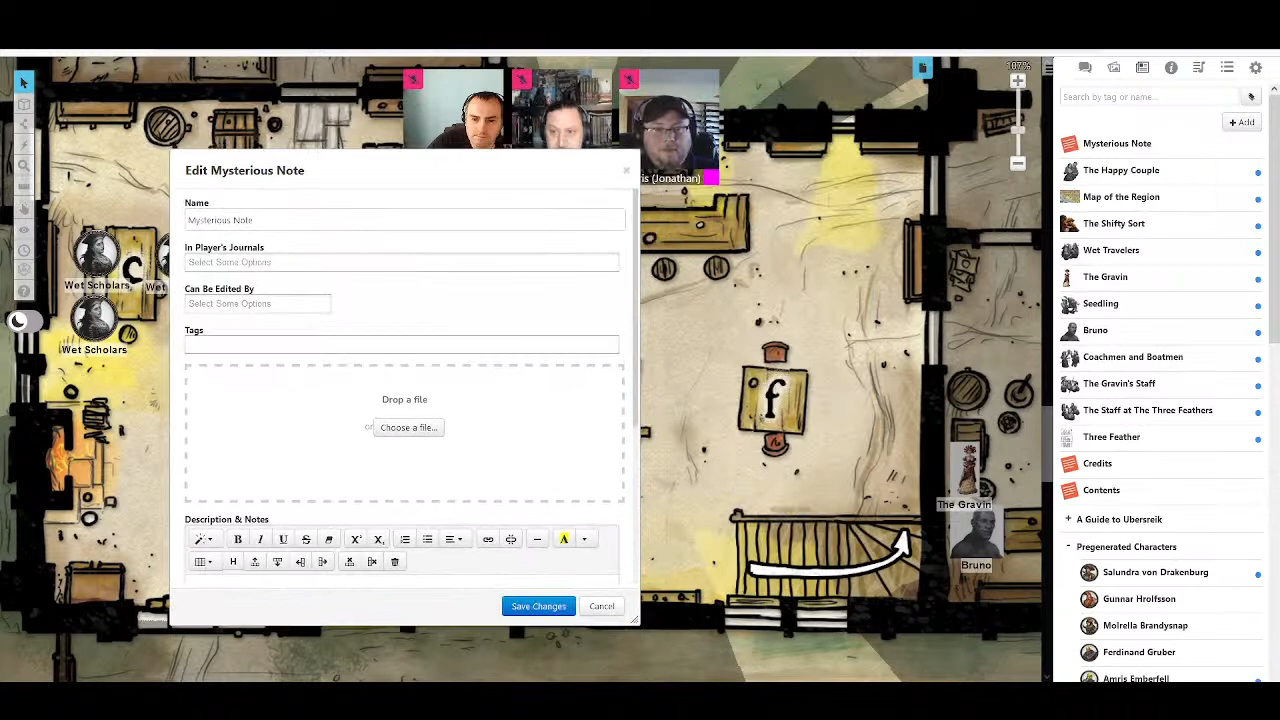 107%
Search by tag or name...
+ Add
Edit Mysterious Note
×
Name
Mysterious Note
In Player's Journals
Select Some Options
Can Be Edited By
Select Some Options
Tags
Drop a file
or Choose a file...
Description & Notes
B I U S X² X₂ A
H
Save Changes Cancel
(Jonathan)
Wet Scholars Wet
Wet Scholars
c
f
The Gravin
Bruno
Mysterious Note
The Happy Couple
Map of the Region
The Shifty Sort
Wet Travelers
The Gravin
Seedling
Bruno
Coachmen and Boatmen
The Gravin's Staff
The Staff at The Three Feathers
Three Feather
Credits
Contents
+ A Guide to Ubersreik
- Pregenerated Characters
Salundra von Drakenburg
Gunnar Hrolfsson
Molrella Brandysnap
Ferdinand Gruber
Amris Emberfell